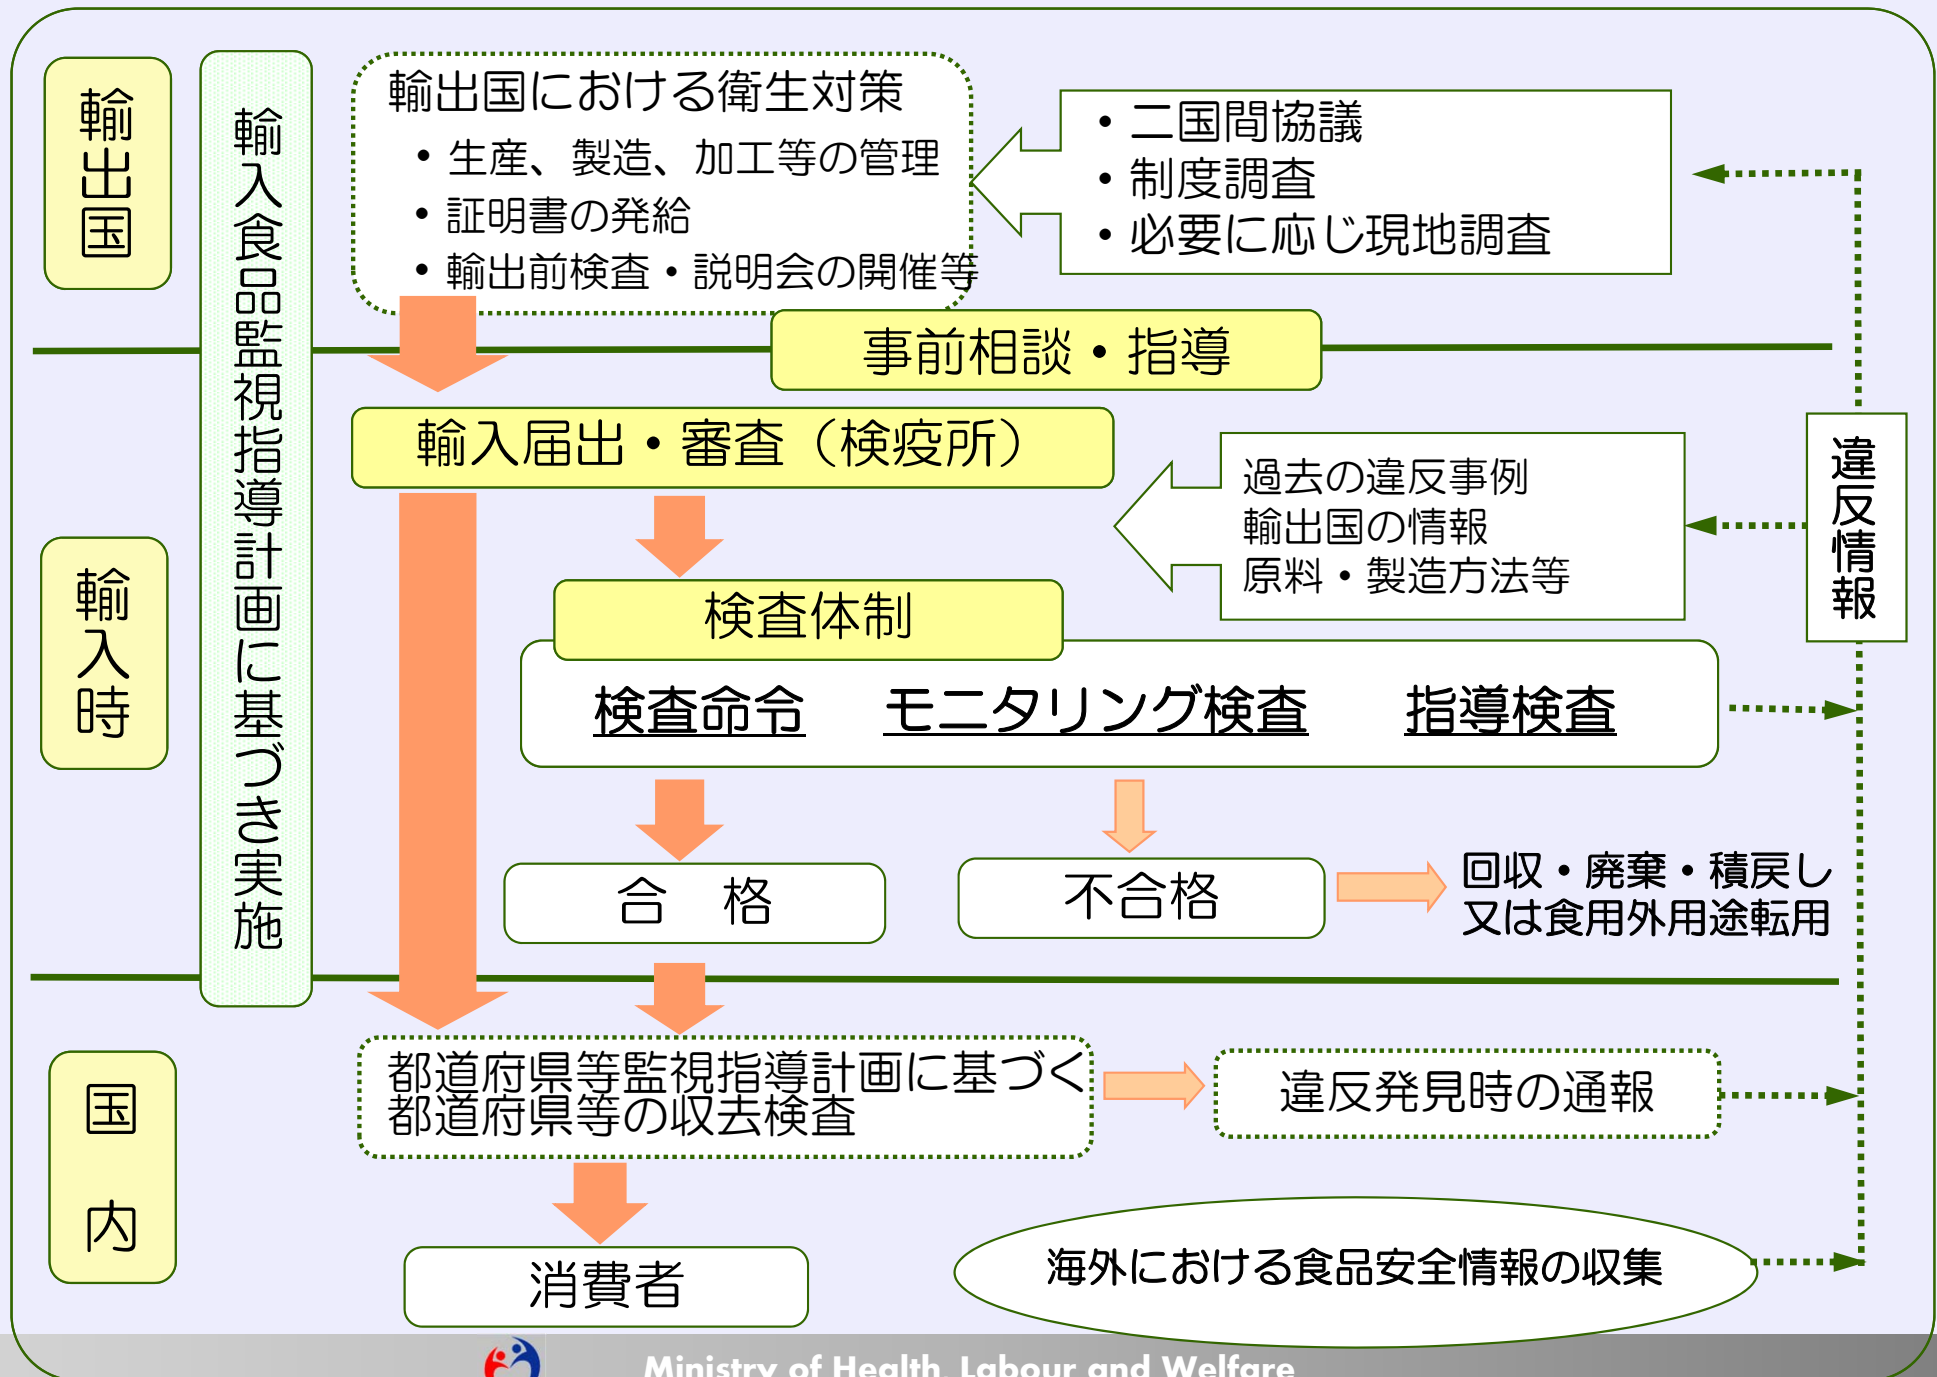 輸出国
輸入食品監視指導計画に基づき実施
輸出国における衛生対策
• 生産、製造、加工等の管理
• 証明書の発給
• 輸出前検査・説明会の開催等
・二国間協議
・制度調査
・必要に応じ現地調査
事前相談・指導
輸入時
輸入届出・審査（検疫所）
過去の違反事例
輸出国の情報
原料・製造方法等
違反情報
検査体制
検査命令 モニタリング検査 指導検査
合　格
不合格
回収・廃棄・積戻し
又は食用外用途転用
国　内
都道府県等監視指導計画に基づく
都道府県等の収去検査
違反発見時の通報
消費者
海外における食品安全情報の収集
Ministry of Health, Labour and Welfare